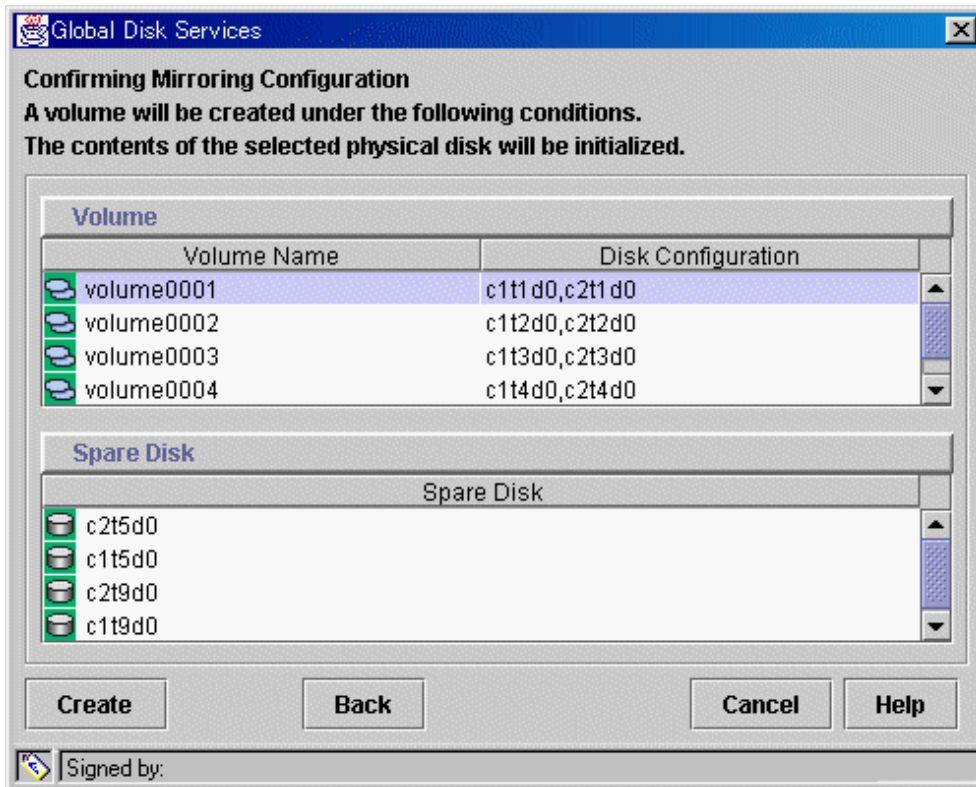 Global Disk Services
Confirming Mirroring Configuration
A volume will be created under the following conditions.
The contents of the selected physical disk will be initialized.
Volume
Volume Name Disk Configuration
volume0001 c1t1d0,c2t1d0
volume0002 c1t2d0,c2t2d0
volume0003 c1t3d0,c2t3d0
volume0004 c1t4d0,c2t4d0
Spare Disk
Spare Disk
c2t5d0
c1t5d0
c2t9d0
c1t9d0
Create Back Cancel Help
Signed by: